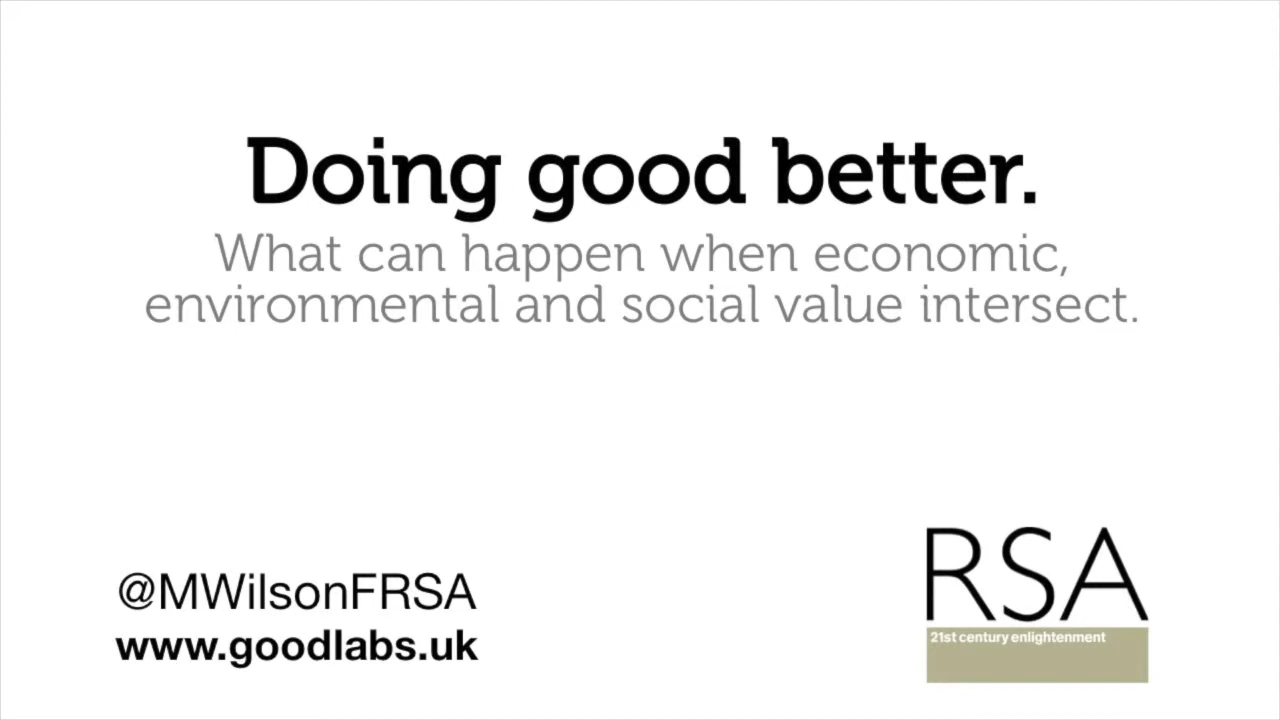 Doing good better.
What can happen when economic,
environmental and social value intersect.
@MWilsonFRSA
www.goodlabs.uk
RSA
21st century enlightenment